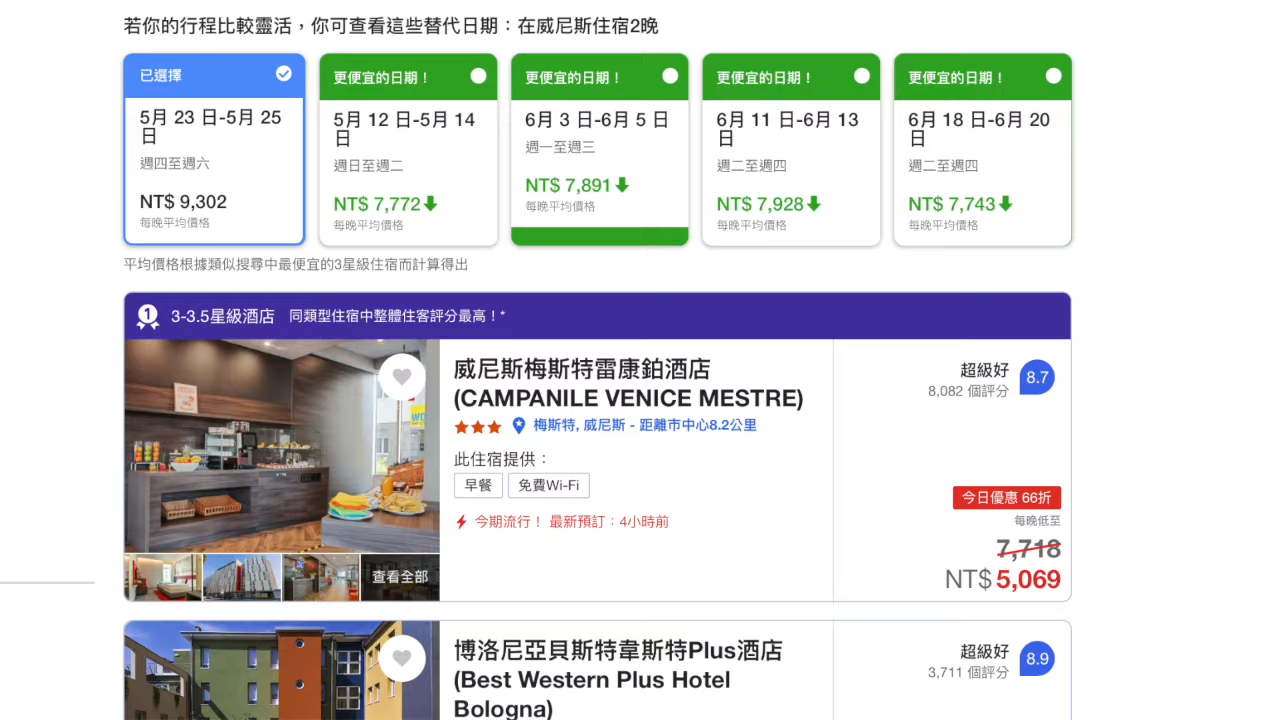 若你的行程比較靈活，你可查看這些替代日期：在威尼斯住宿2晚
已選擇
5月 23 日-5月 25
日
週四至週六
NT$ 9,302
每晚平均價格
更便宜的日期！
5月 12 日-5月 14
日
週日至週二
NT$ 7,772
每晚平均價格
更便宜的日期！
6月 3 日-6月 5 日
週一至週三
NT$ 7,891
每晚平均價格
更便宜的日期！
6月 11 日-6月 13
日
週二至週四
NT$ 7,928
每晚平均價格
更便宜的日期！
6月 18 日-6月 20
日
週二至週四
NT$ 7,743
每晚平均價格
平均價格根據類似搜尋中最便宜的3星級住宿而計算得出
1 3-3.5星級酒店 同類型住宿中整體住客評分最高！*
威尼斯梅斯特雷康鉑酒店
(CAMPANILE VENICE MESTRE)
梅斯特, 威尼斯 - 距離市中心8.2公里
此住宿提供：
早餐 免費Wi-Fi
今期流行！ 最新預訂：4小時前
查看全部
超級好 8.7
8,082 個評分
今日優惠 66折
每晚低至
7,718
NT$ 5,069
博洛尼亞貝斯特韋斯特Plus酒店
(Best Western Plus Hotel
Bologna)
超級好 8.9
3,711 個評分